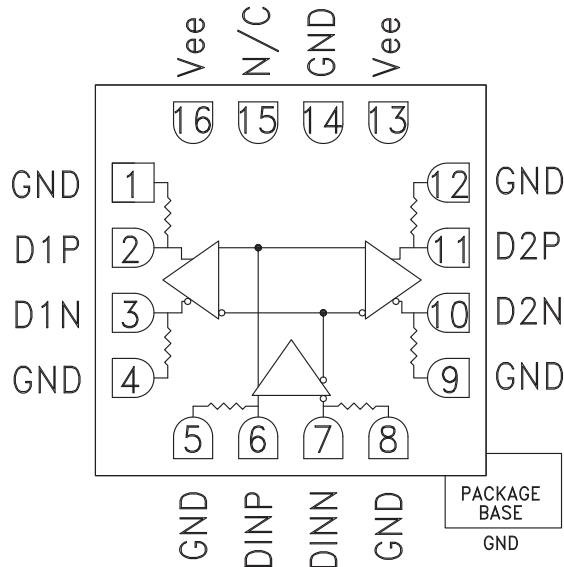 Vee
N/C
GND
Vee
16
15
14
13
GND
1
12
GND
D1P
2
11
D2P
D1N
3
10
D2N
GND
4
9
GND
5
6
7
8
GND
DINP
DINN
GND
PACKAGE
BASE
GND